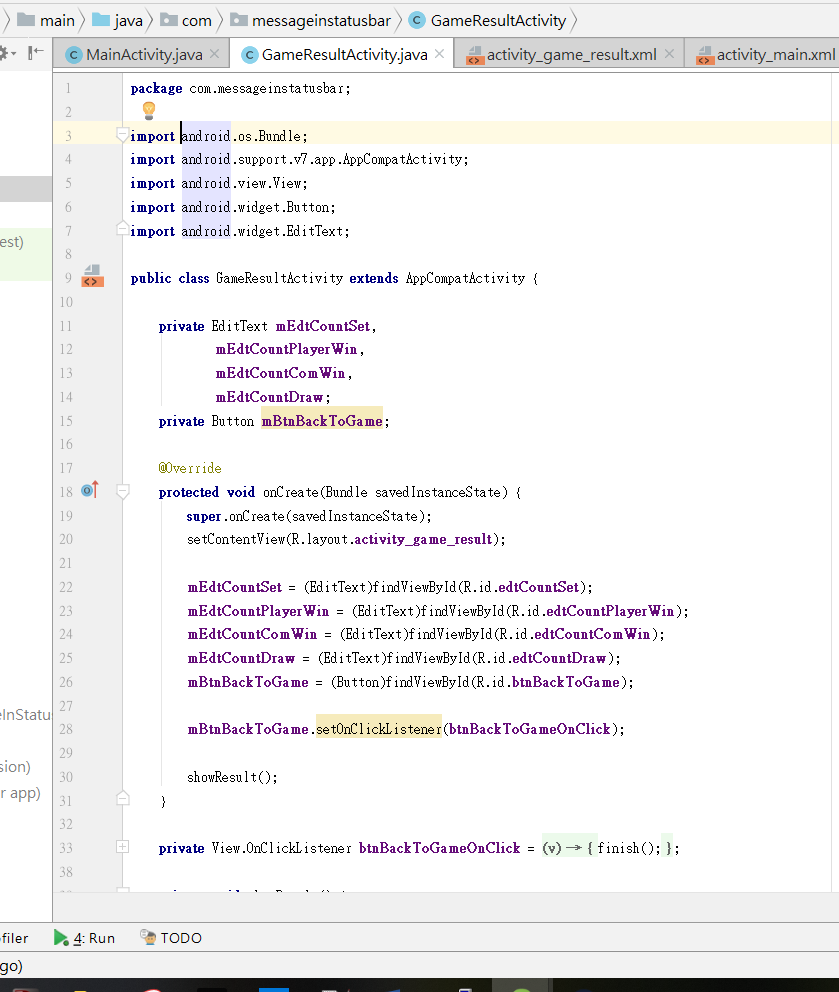 main java com messageinstatusbar GameResultActivity
MainActivity.java GameResultActivity.java activity_game_result.xml activity_main.xml
1 package com.messageinstatusbar;
2
3 import android.os.Bundle;
4 import android.support.v7.app.AppCompatActivity;
5 import android.view.View;
6 import android.widget.Button;
7 import android.widget.EditText;
est)
8
9 public class GameResultActivity extends AppCompatActivity {
10
11 private EditText mEdtCountSet,
12 mEdtCountPlayerWin,
13 mEdtCountComWin,
14 mEdtCountDraw;
15 private Button mBtnBackToGame;
16
17 @Override
18 protected void onCreate(Bundle savedInstanceState) {
19 super.onCreate(savedInstanceState);
20 setContentView(R.layout.activity_game_result);
21
22 mEdtCountSet = (EditText)findViewById(R.id.edtCountSet);
23 mEdtCountPlayerWin = (EditText)findViewById(R.id.edtCountPlayerWin);
24 mEdtCountComWin = (EditText)findViewById(R.id.edtCountComWin);
25 mEdtCountDraw = (EditText)findViewById(R.id.edtCountDraw);
26 mBtnBackToGame = (Button)findViewById(R.id.btnBackToGame);
27
eInStatus
28 mBtnBackToGame.setOnClickListener(btnBackToGameOnClick);
29
sion)
30 showResult();
r app)
31 }
32
33 private View.OnClickListener btnBackToGameOnClick = (v) → { finish(); };
38
filer 4: Run TODO
go)